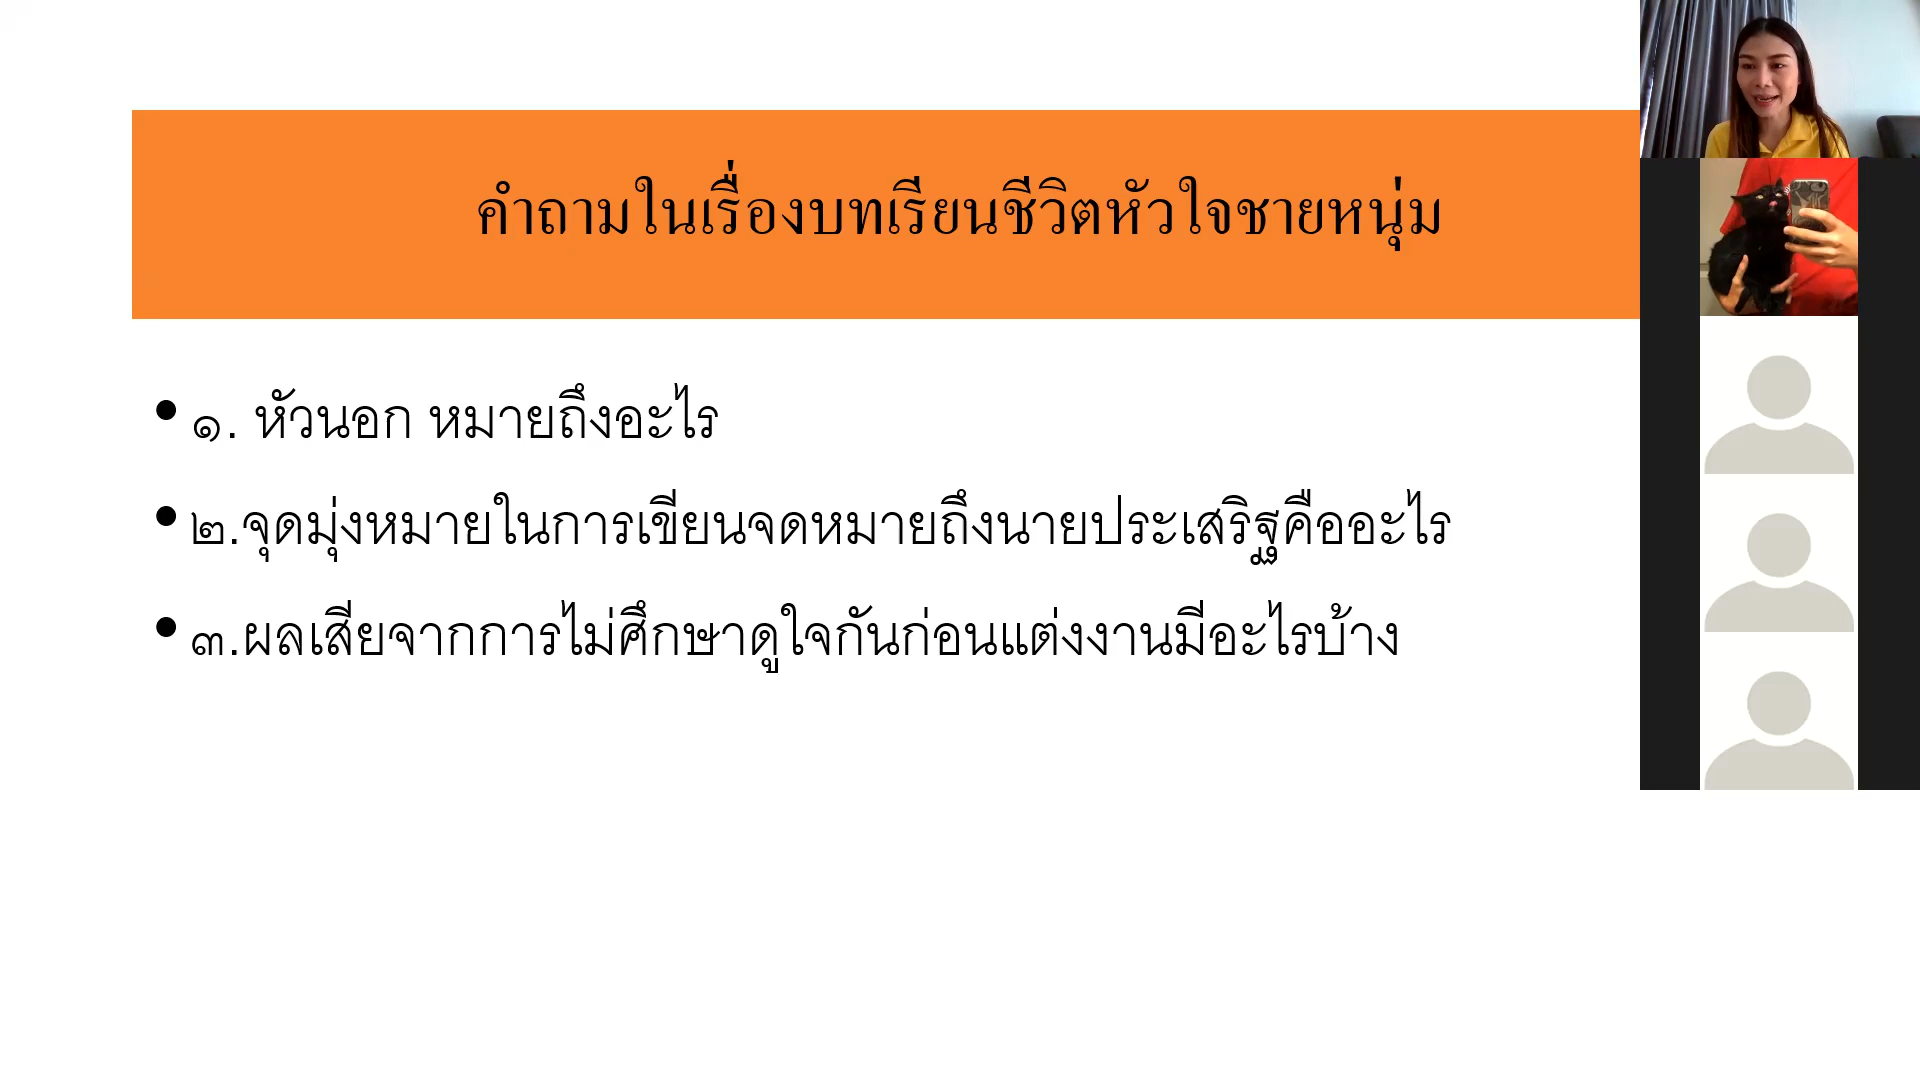 คำถามในเรื่องบทเรียนชีวิตหัวใจชายหนุ่ม
• ๑. หัวนอก หมายถึงอะไร
• ๒.จุดมุ่งหมายในการเขียนจดหมายถึงนายประเสริฐคืออะไร
• ๓.ผลเสียจากการไม่ศึกษาดูใจกันก่อนแต่งงานมีอะไรบ้าง